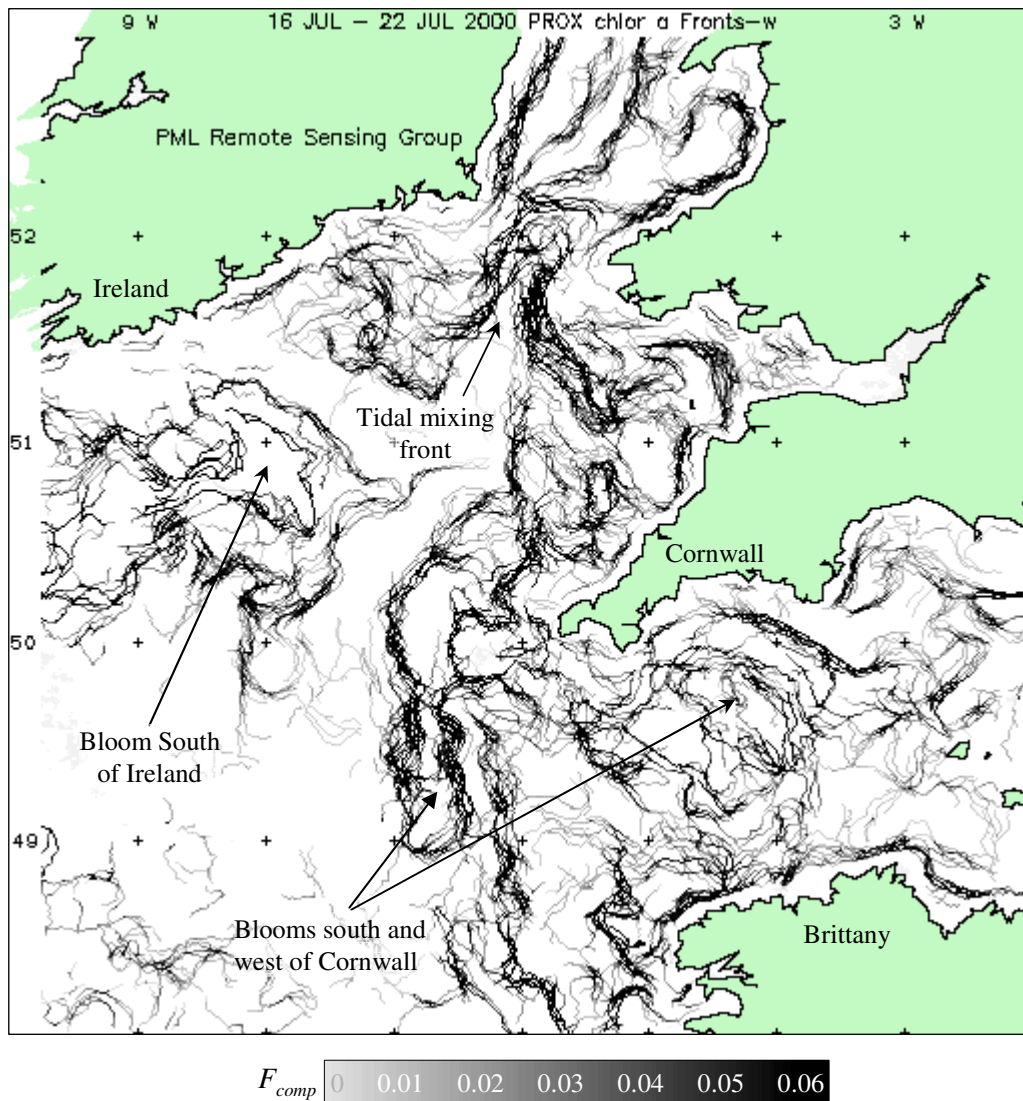 9 W 16 JUL – 22 JUL 2000 PROX chlor a Fronts–w 3 W
PML Remote Sensing Group
52
Ireland
Tidal mixing
front
51
Cornwall
50
Bloom South
of Ireland
49
Blooms south and
west of Cornwall
Brittany
F_comp 0 0.01 0.02 0.03 0.04 0.05 0.06